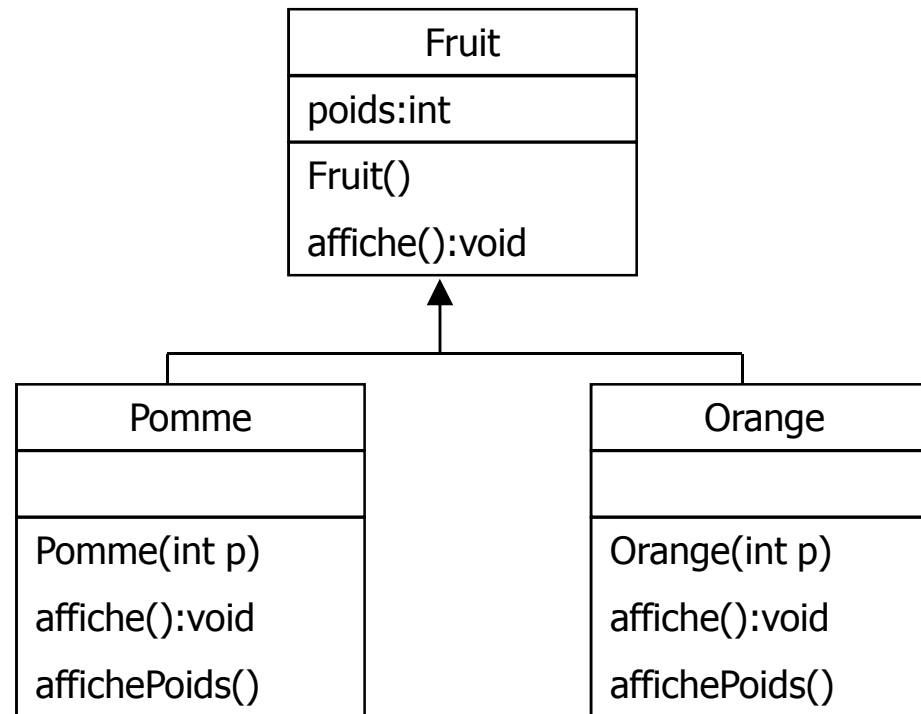 Fruit
poids:int
Fruit()
affiche():void
Pomme
Pomme(int p)
affiche():void
affichePoids()
Orange
Orange(int p)
affiche():void
affichePoids()